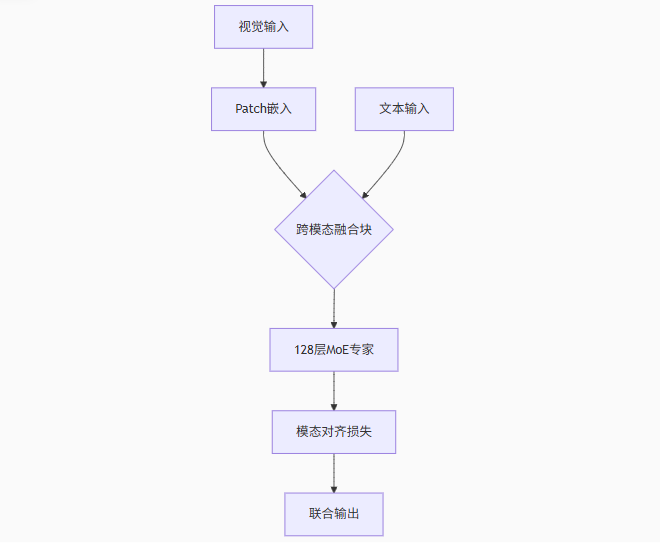 视觉输入
Patch嵌入
文本输入
跨模态融合块
128层MoE专家
模态对齐损失
联合输出